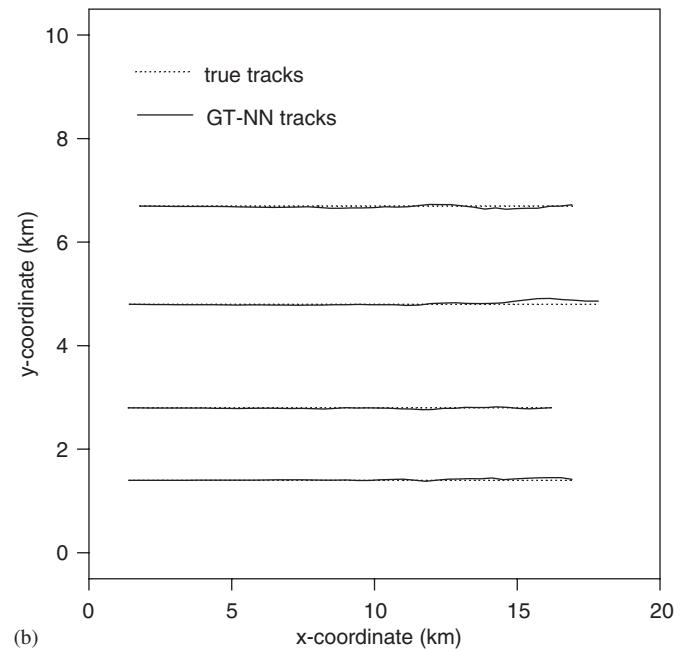 10
true tracks
GT-NN tracks
8
6
y-coordinate (km)
4
2
0
0 5 10 15 20
(b) x-coordinate (km)